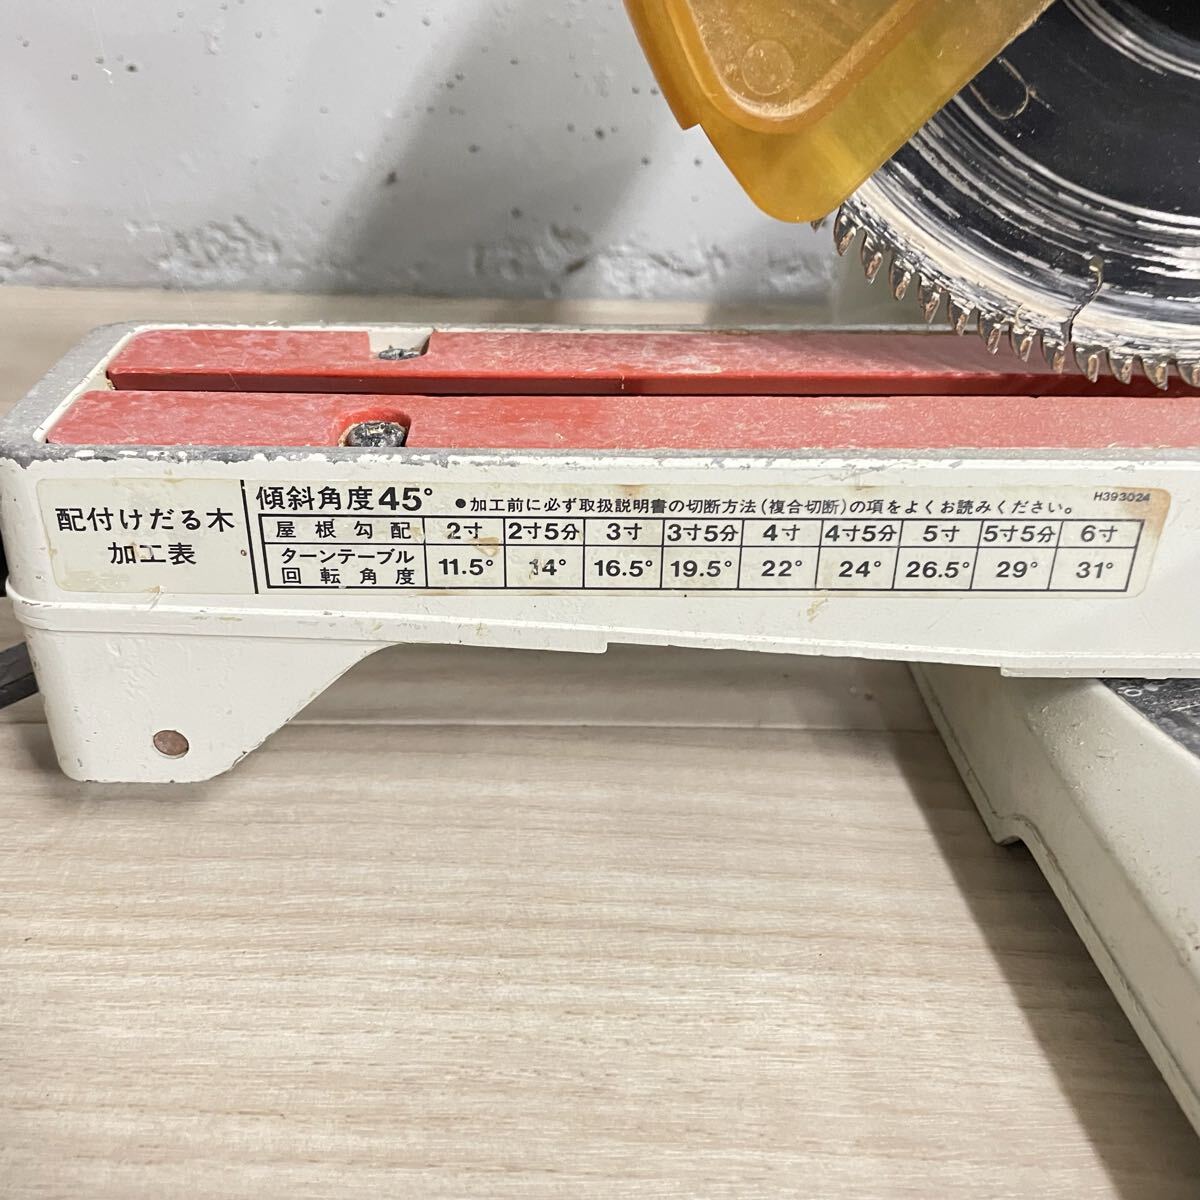 配付けだる木
加工表
傾斜角度45° ●加工前に必ず取扱説明書の切断方法(複合切断)の項をよくお読みください。 H393024
屋根勾配 2寸 2寸5分 3寸 3寸5分 4寸 4寸5分 5寸 5寸5分 6寸
ターンテーブル
回転角度 11.5° 14° 16.5° 19.5° 22° 24° 26.5° 29° 31°